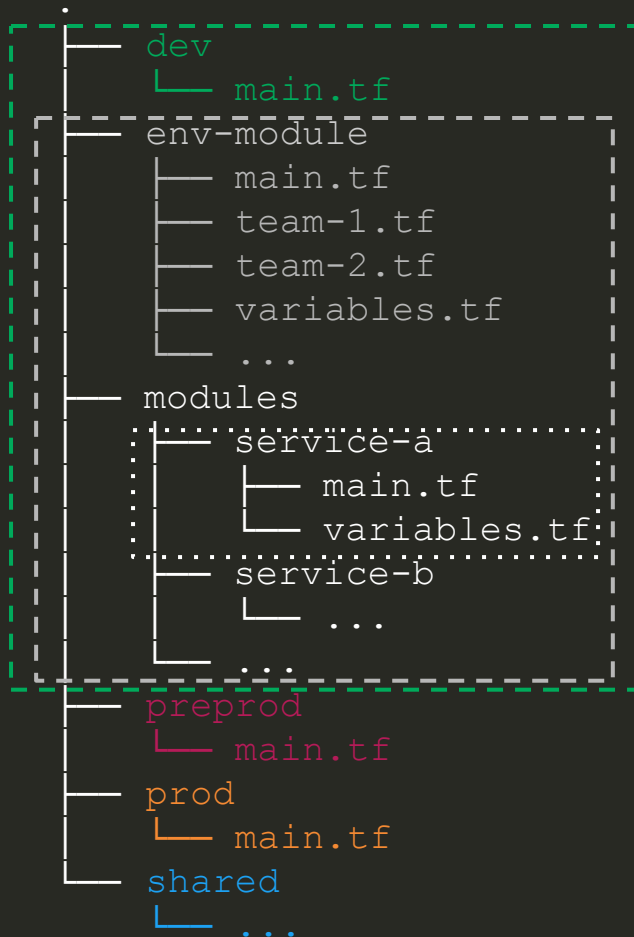 .
├── dev
│   └── main.tf
├── env-module
│   ├── main.tf
│   ├── team-1.tf
│   ├── team-2.tf
│   ├── variables.tf
│   └── ...
├── modules
│   ├── service-a
│   │   ├── main.tf
│   │   └── variables.tf
│   ├── service-b
│   │   └── ...
│   └── ...
├── preprod
│   └── main.tf
├── prod
│   └── main.tf
└── shared
    └── ...